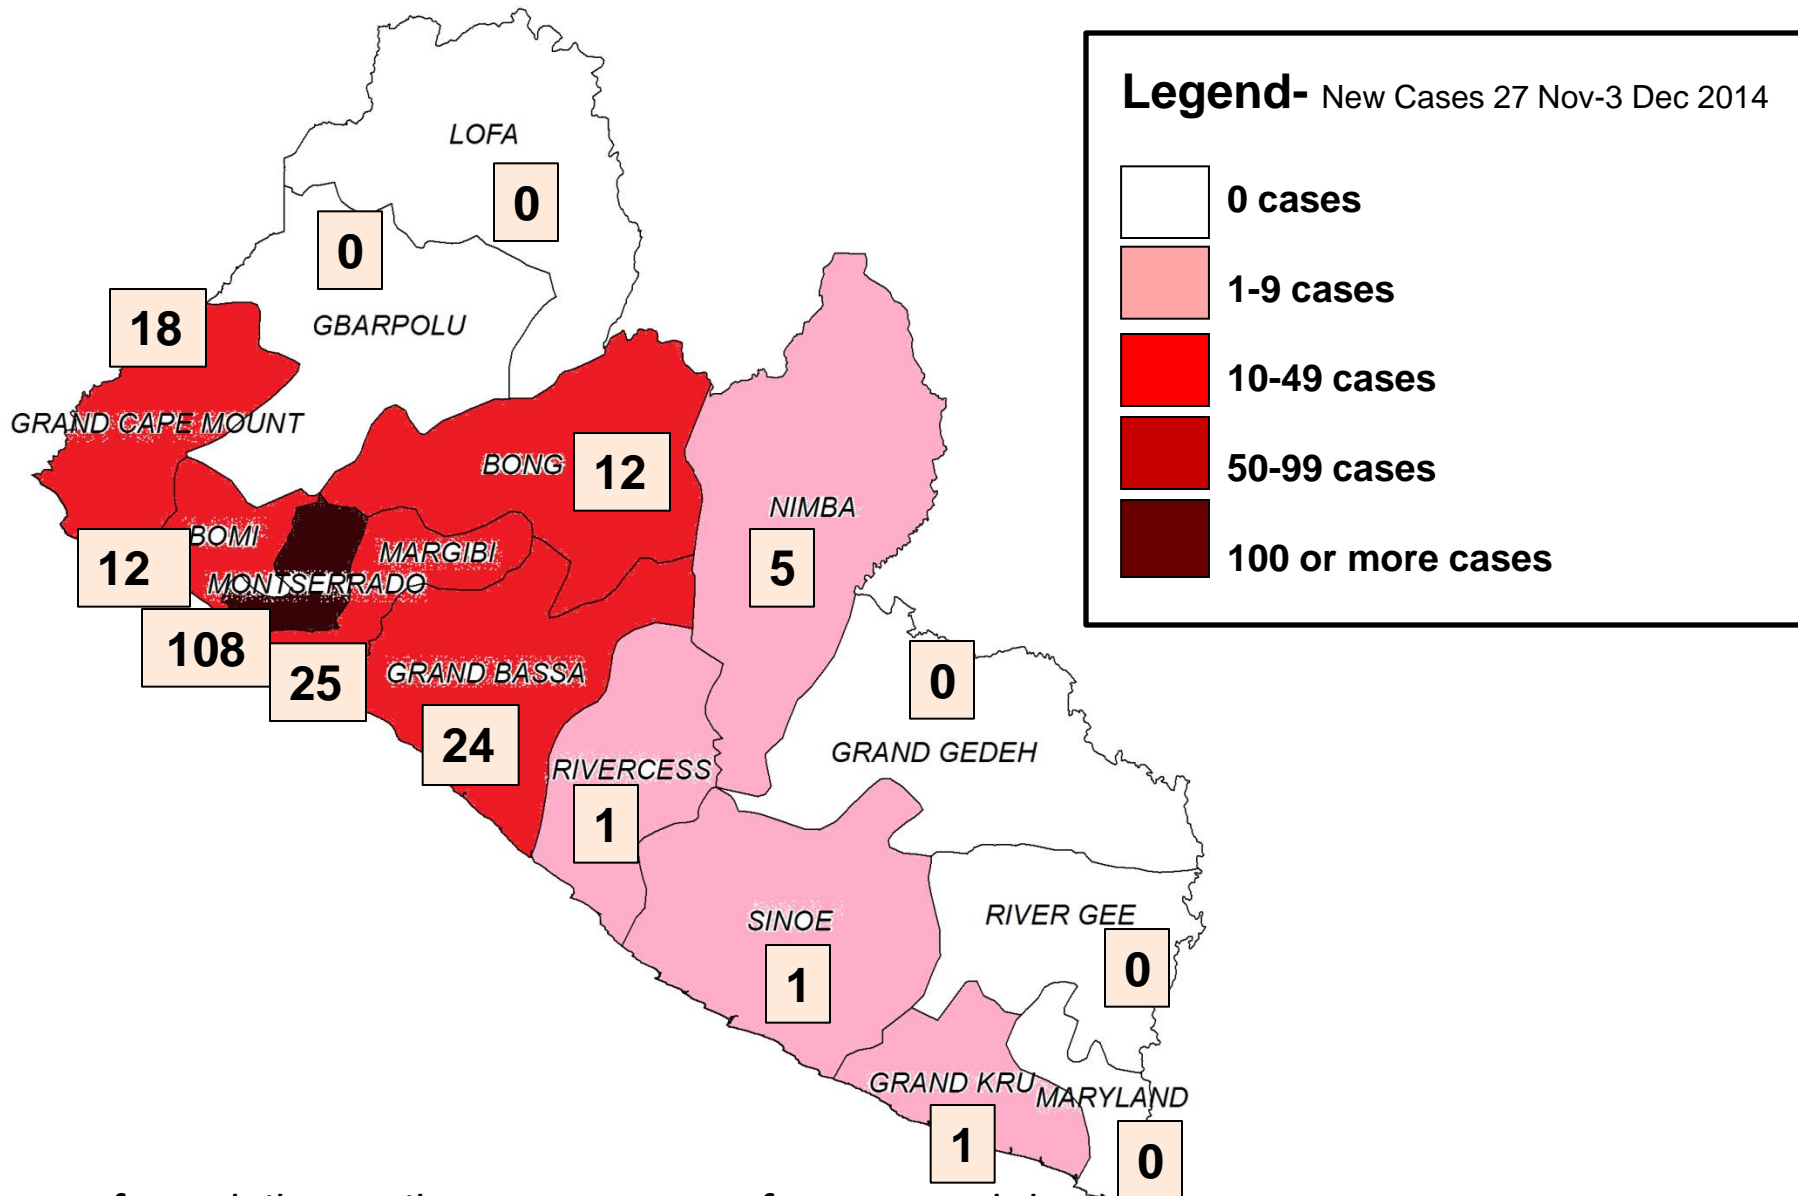 Legend- New Cases 27 Nov-3 Dec 2014
0 cases
1-9 cases
10-49 cases
50-99 cases
100 or more cases
LOFA
0
0
GBARPOLU
18
GRAND CAPE MOUNT
BONG
12
NIMBA
5
BOMI
12
MARGIBI
MONTSERRADO
108
25
GRAND BASSA
24
RIVERCESS
1
0
GRAND GEDEH
SINOE
1
RIVER GEE
0
GRAND KRU
1
MARYLAND
0